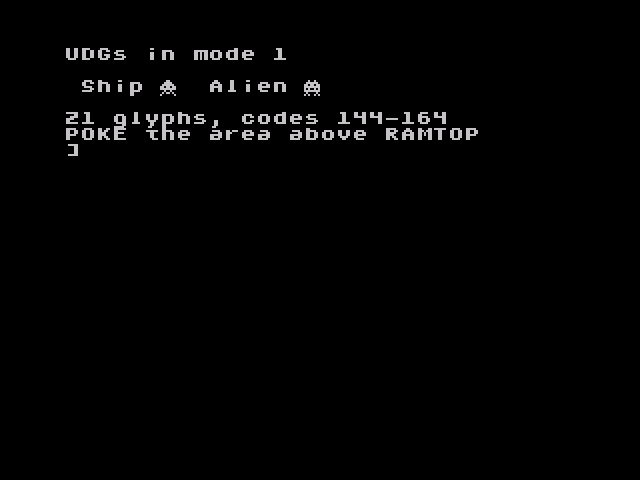 UDGs in mode 1
Ship Alien
21 glyphs, codes 144-164
POKE the area above RAMTOP
]